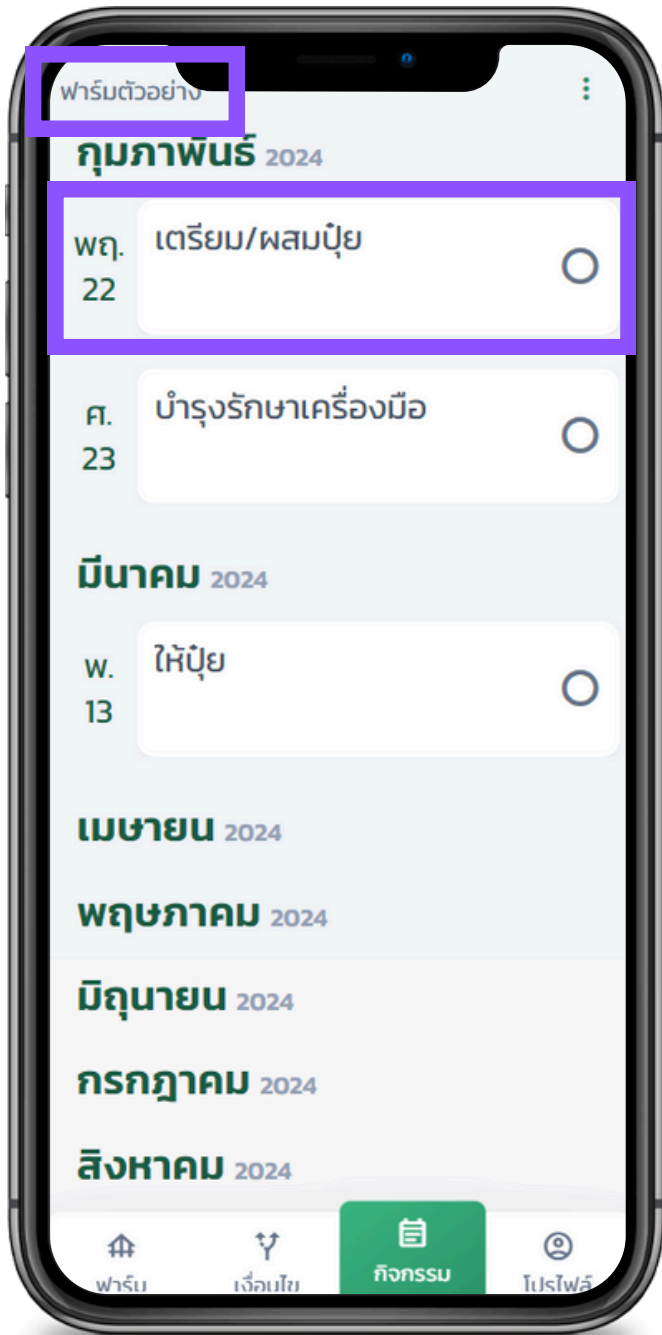 ฟาร์มตัวอย่าง
กุมภาพันธ์ 2024
พฤ. เตรียม/ผสมปุ๋ย
22
ศ. บำรุงรักษาเครื่องมือ
23
มีนาคม 2024
พ. ให้ปุ๋ย
13
เมษายน 2024
พฤษภาคม 2024
มิถุนายน 2024
กรกฎาคม 2024
สิงหาคม 2024
ฟาร์ม เงื่อนไข กิจกรรม โปรไฟล์